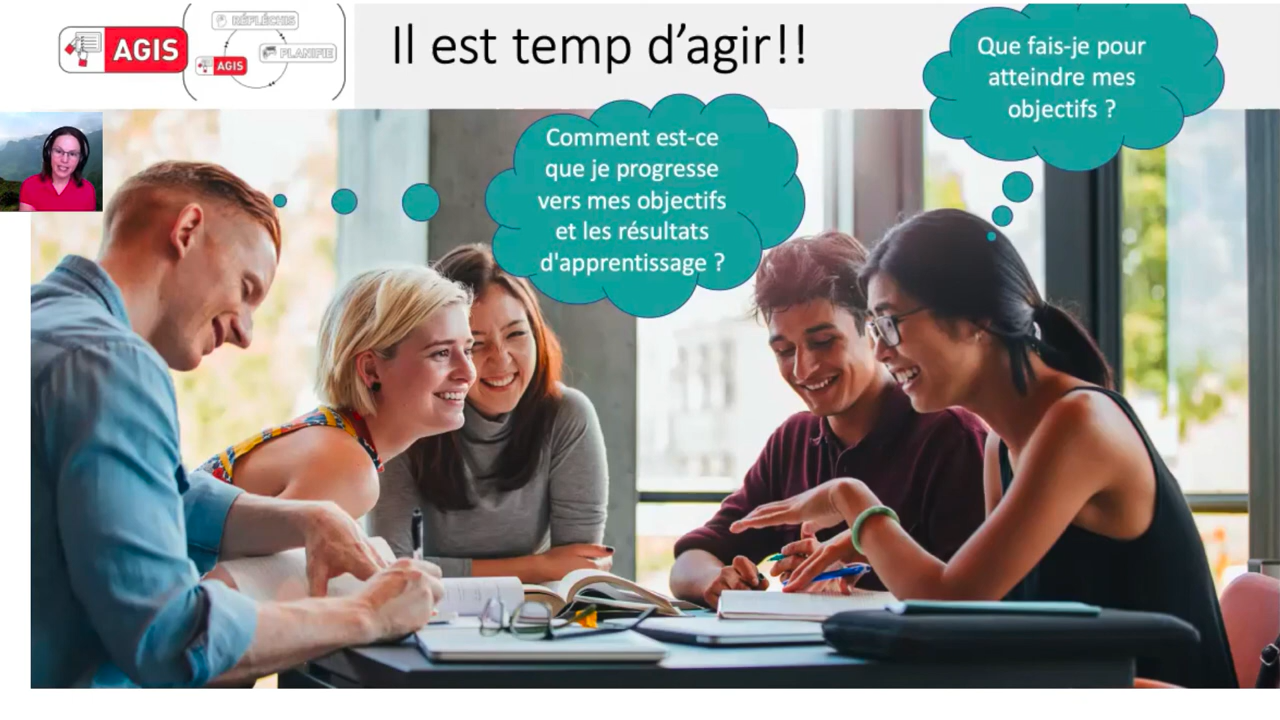 AGIS
RÉFLÉCHIS
PLANIFIE
AGIS
Il est temp d’agir!!
Que fais-je pour
atteindre mes
objectifs ?
Comment est-ce
que je progresse
vers mes objectifs
et les résultats
d'apprentissage ?